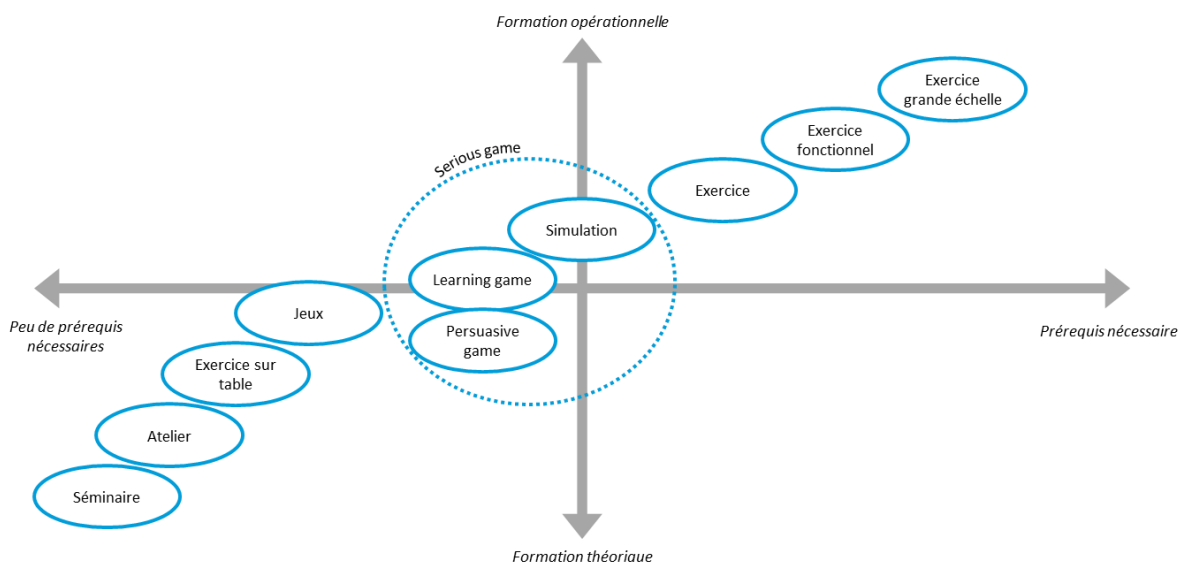 Formation opérationnelle
Exercice
grande échelle
Exercice
fonctionnel
Serious game
Exercice
Simulation
Learning game
Jeux
Peu de prérequis
nécessaires
Prérequis nécessaire
Persuasive
game
Exercice sur
table
Atelier
Séminaire
Formation théorique